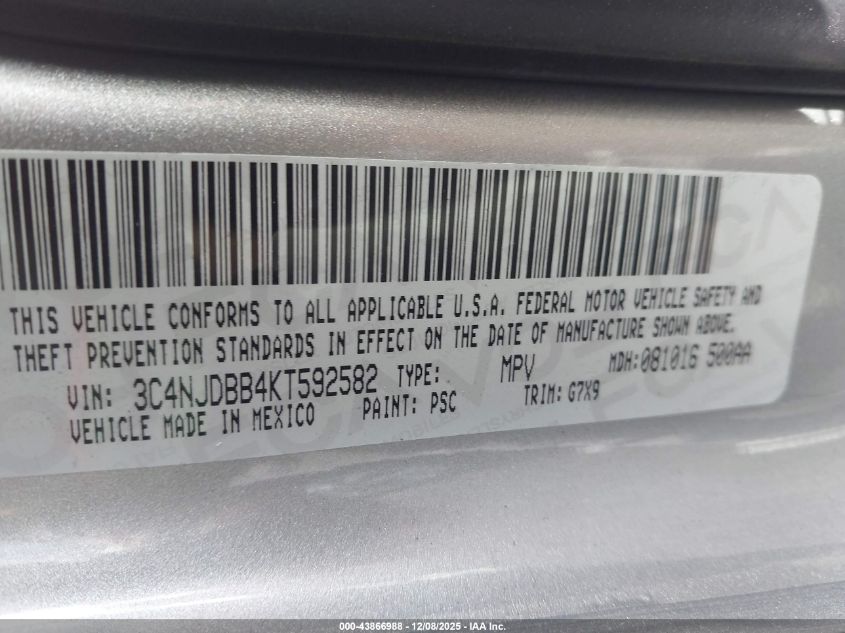 THIS VEHICLE CONFORMS TO ALL APPLICABLE U.S.A. FEDERAL MOTOR VEHICLE SAFETY AND
THEFT PREVENTION STANDARDS IN EFFECT ON THE DATE OF MANUFACTURE SHOWN ABOVE.
VIN: 3C4NJDBB4KT592582 TYPE: MPV MDH: 081016 500AA
VEHICLE MADE IN MEXICO PAINT: PSC TRIM: G7X9
000-43866988 - 12/08/2025 - IAA Inc.